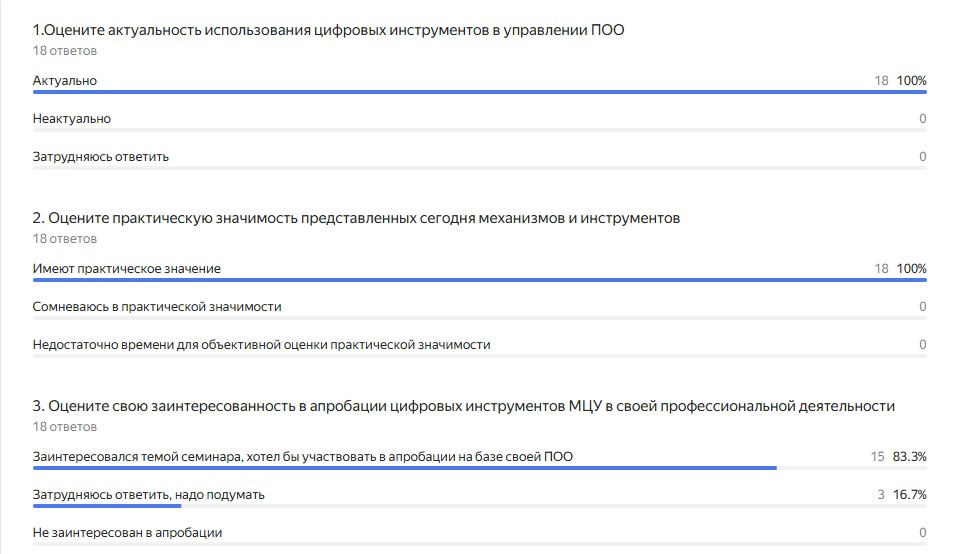 1.Оцените актуальность использования цифровых инструментов в управлении ПОО
18 ответов
Актуально 18 100%
Неактуально 0
Затрудняюсь ответить 0
2. Оцените практическую значимость представленных сегодня механизмов и инструментов
18 ответов
Имеют практическое значение 18 100%
Сомневаюсь в практической значимости 0
Недостаточно времени для объективной оценки практической значимости 0
3. Оцените свою заинтересованность в апробации цифровых инструментов МЦУ в своей профессиональной деятельности
18 ответов
Заинтересовался темой семинара, хотел бы участвовать в апробации на базе своей ПОО 15 83.3%
Затрудняюсь ответить, надо подумать 3 16.7%
Не заинтересован в апробации 0